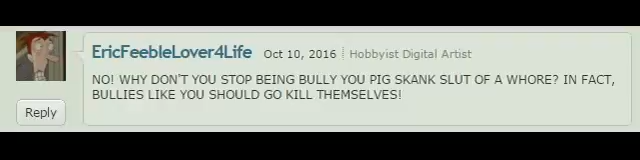 EricFeebleLover4Life Oct 10, 2016 Hobbyist Digital Artist
NO! WHY DON'T YOU STOP BEING BULLY YOU PIG SKANK SLUT OF A WHORE? IN FACT,
BULLIES LIKE YOU SHOULD GO KILL THEMSELVES!
Reply